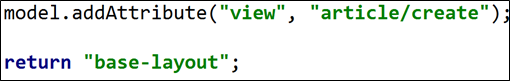 model.addAttribute("view", "article/create");
return "base-layout";